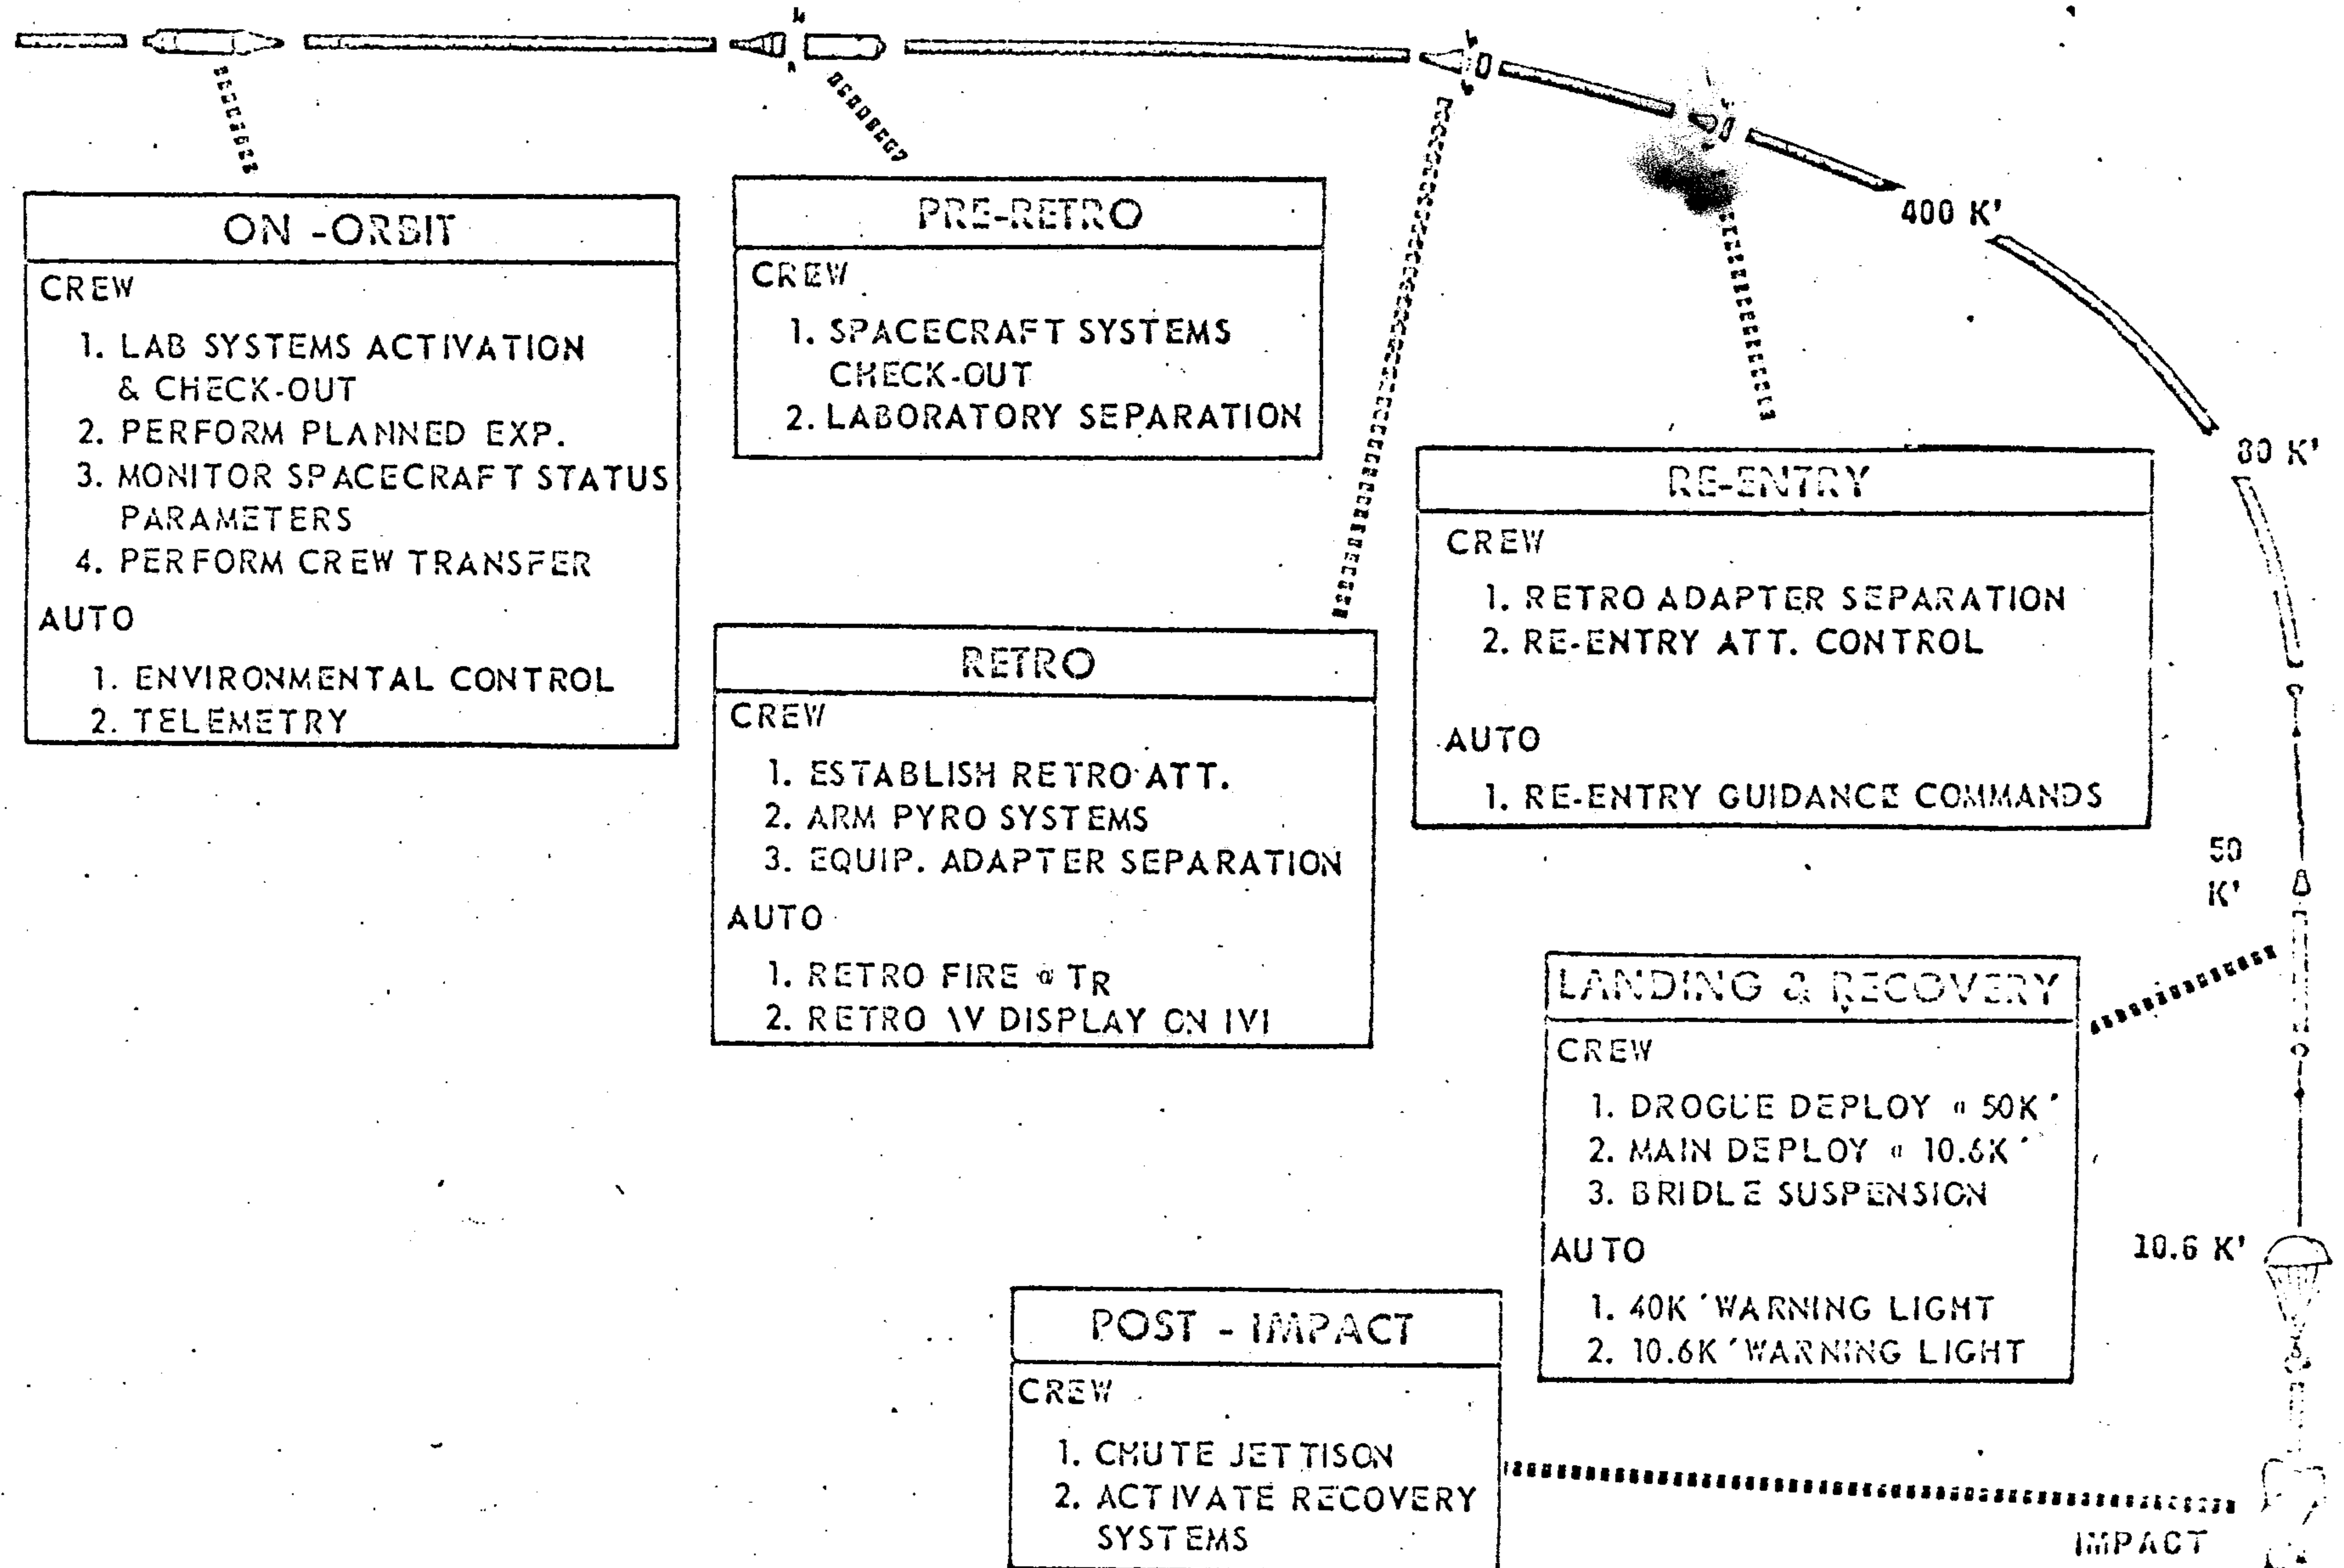 ON -ORBIT
CREW
1. LAB SYSTEMS ACTIVATION
& CHECK-OUT
2. PERFORM PLANNED EXP.
3. MONITOR SPACECRAFT STATUS
PARAMETERS
4. PERFORM CREW TRANSFER
AUTO
1. ENVIRONMENTAL CONTROL
2. TELEMETRY
PRE-RETRO
CREW
1. SPACECRAFT SYSTEMS
CHECK-OUT
2. LABORATORY SEPARATION
RETRO
CREW
1. ESTABLISH RETRO ATT.
2. ARM PYRO SYSTEMS
3. EQUIP. ADAPTER SEPARATION
AUTO
1. RETRO FIRE @ TR
2. RETRO \V DISPLAY ON IVI
400 K'
80 K'
RE-ENTRY
CREW
1. RETRO ADAPTER SEPARATION
2. RE-ENTRY ATT. CONTROL
AUTO
1. RE-ENTRY GUIDANCE COMMANDS
50
K'
LANDING & RECOVERY
CREW
1. DROGUE DEPLOY @ 50K'
2. MAIN DEPLOY @ 10.6K'
3. BRIDLE SUSPENSION
AUTO
1. 40K' WARNING LIGHT
2. 10.6K' WARNING LIGHT
10.6 K'
POST - IMPACT
CREW
1. CHUTE JETTISON
2. ACTIVATE RECOVERY
SYSTEMS
IMPACT